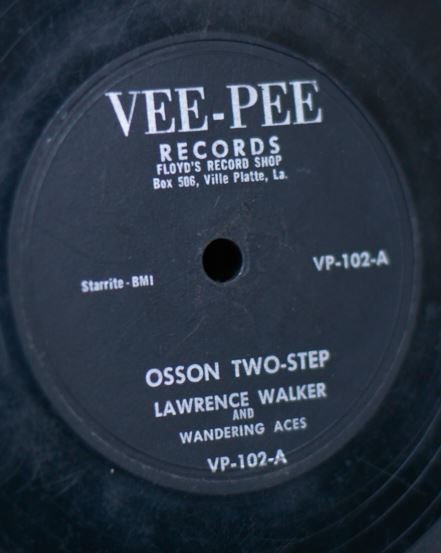 VEE-PEE
RECORDS
FLOYD'S RECORD SHOP
Box 506, Ville Platte, La.
Starrite - BMI
VP-102-A
OSSON TWO-STEP
LAWRENCE WALKER
AND
WANDERING ACES
VP-102-A